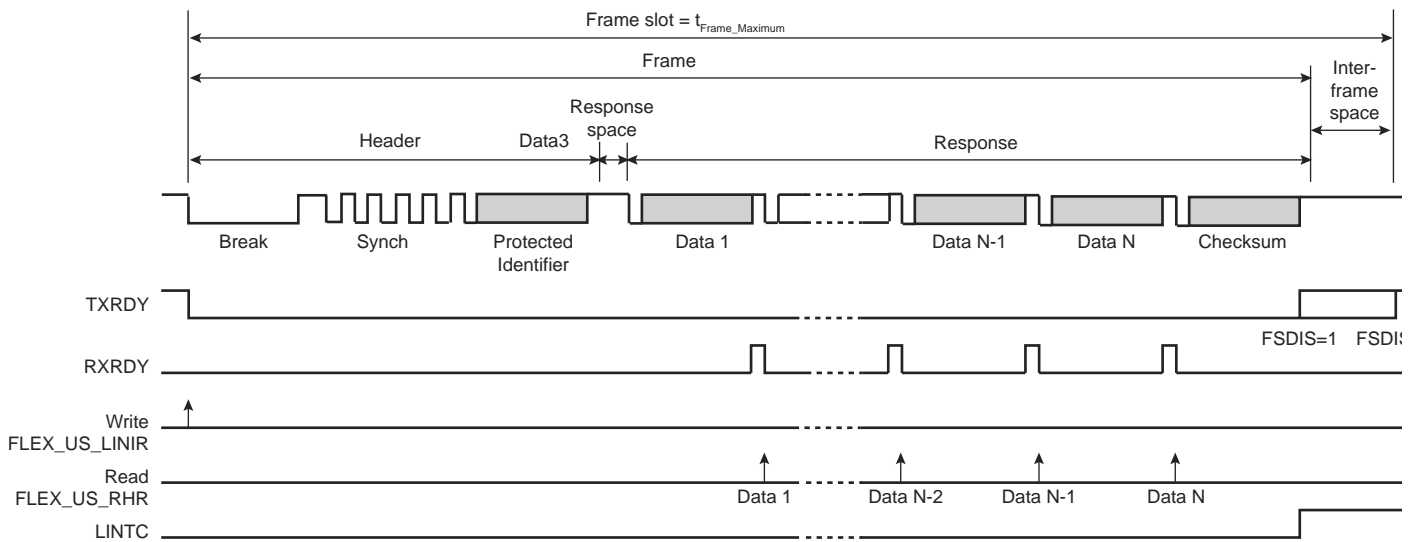 Frame slot = tFrame_Maximum
Frame
Inter-
frame
space
Response
space
Header
Data3
Response
Break
Synch
Protected
Identifier
Data 1
Data N-1
Data N
Checksum
TXRDY
FSDIS=1
FSDIS
RXRDY
Write
FLEX_US_LINIR
Read
FLEX_US_RHR
Data 1
Data N-2
Data N-1
Data N
LINTC